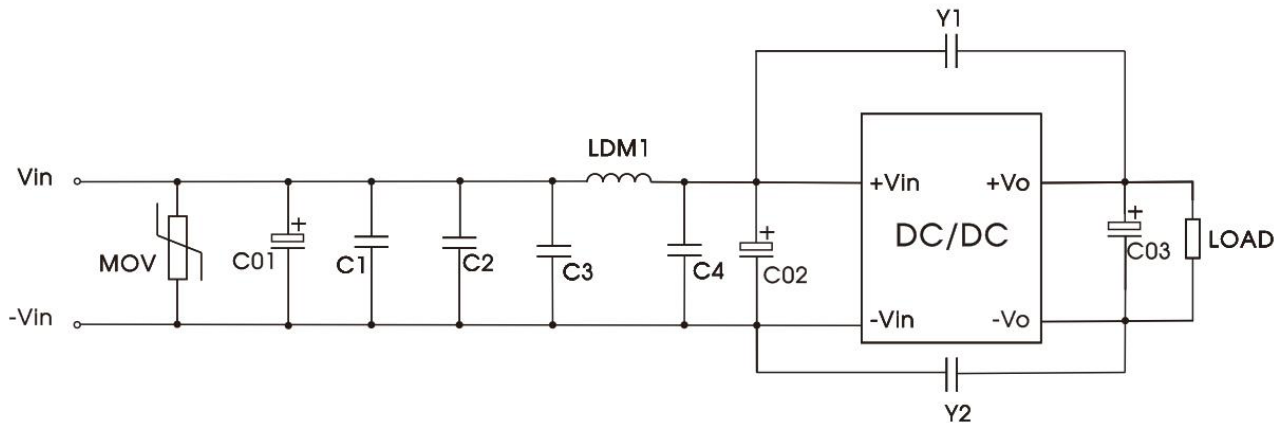 Y1
LDM1
Vin
+Vin
+Vo
MOV
+
C01
C1
C2
C3
C4
+
C02
DC/DC
+
C03
LOAD
-Vin
-Vin
-Vo
Y2